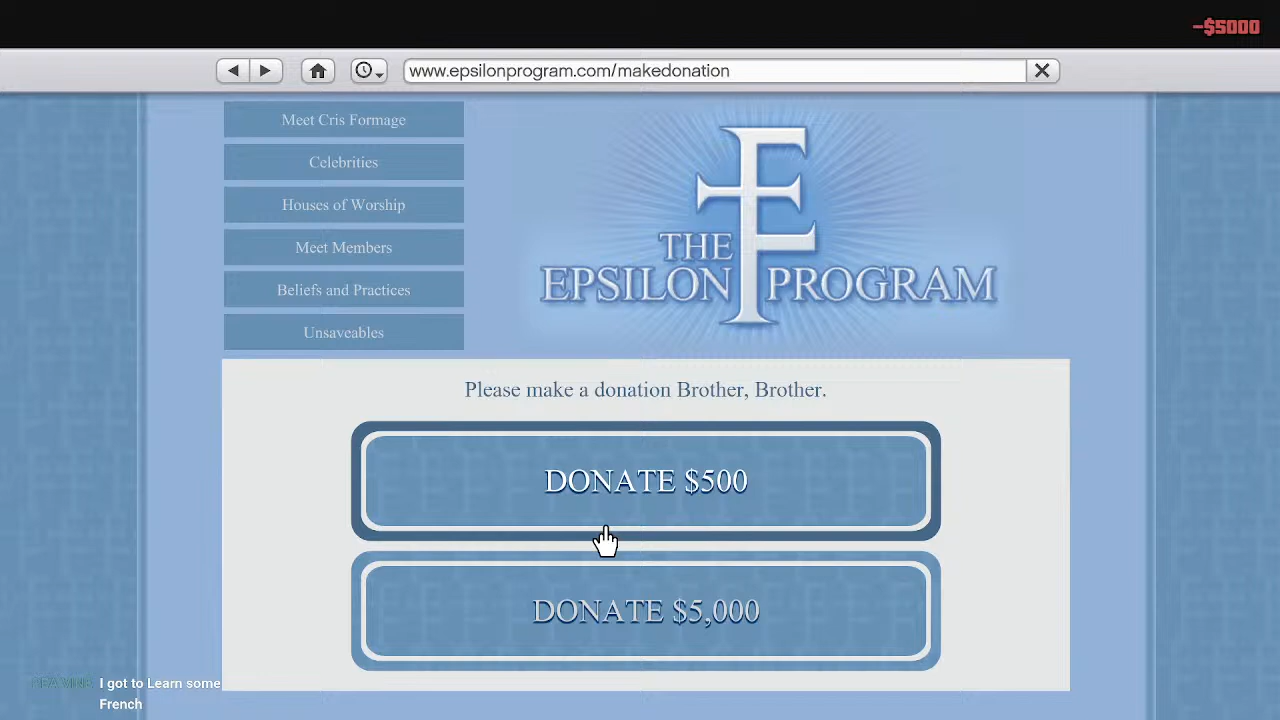 -$5000
www.epsilonprogram.com/makedonation
Meet Cris Formage
Celebrities
Houses of Worship
Meet Members
Beliefs and Practices
Unsaveables
THE
EPSILON PROGRAM
Please make a donation Brother, Brother.
DONATE $500
DONATE $5,000
I got to Learn some
French